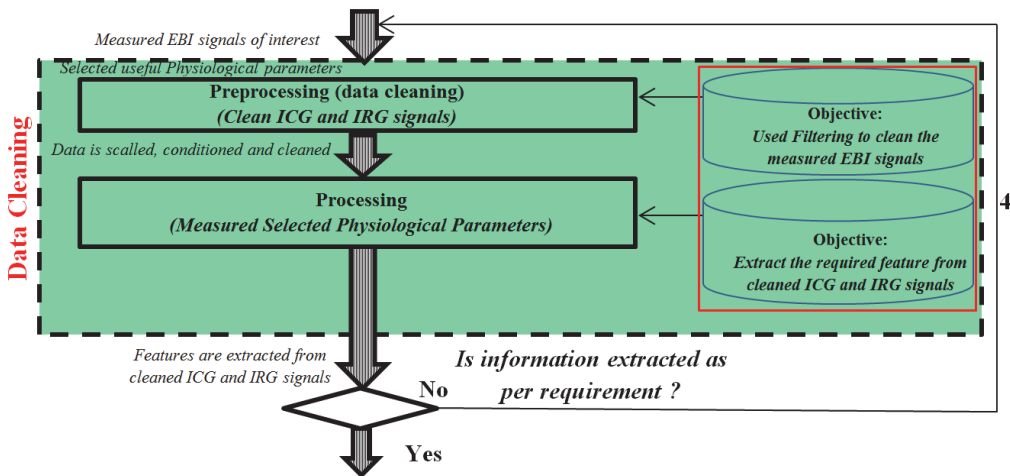 Measured EBI signals of interest
Selected useful Physiological parameters
Preprocessing (data cleaning)
(Clean ICG and IRG signals)
Data is scalled, conditioned and cleaned
Processing
(Measured Selected Physiological Parameters)
Objective:
Used Filtering to clean the
measured EBI signals
Objective:
Extract the required feature from
cleaned ICG and IRG signals
Data Cleaning
4
Features are extracted from
cleaned ICG and IRG signals
Is information extracted as
per requirement ?
No
Yes